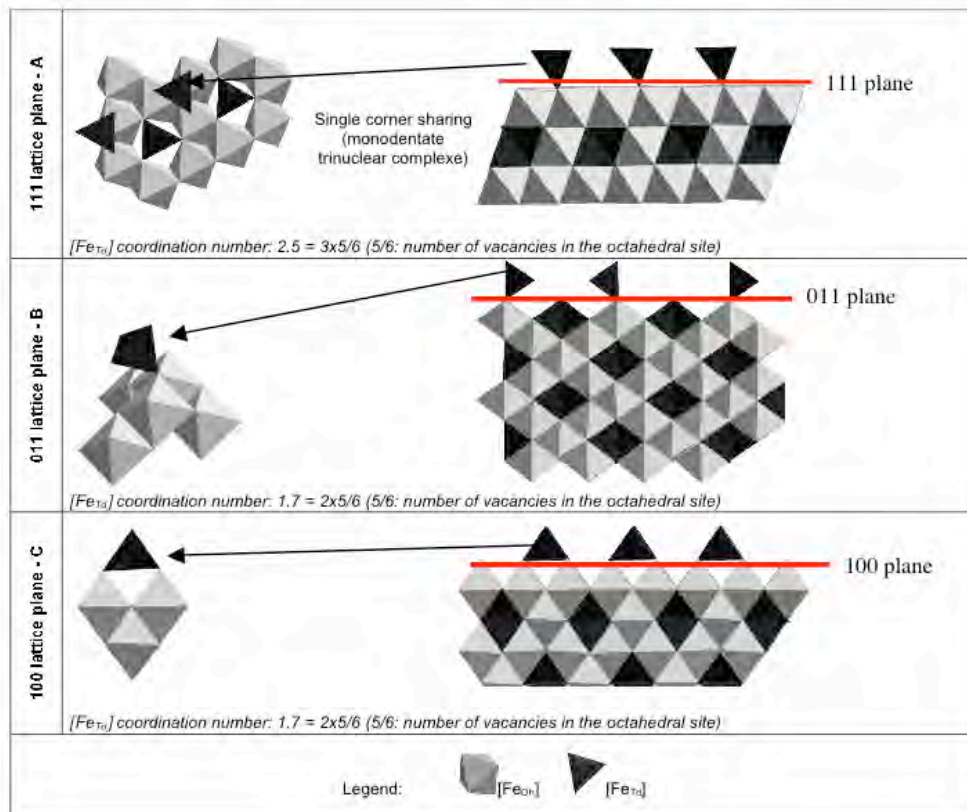 111 lattice plane - A
111 plane
Single corner sharing
(monodentate
trinuclear complexe)
[FeTd] coordination number: 2.5 = 3x5/6 (5/6: number of vacancies in the octahedral site)
011 lattice plane - B
011 plane
[FeTd] coordination number: 1.7 = 2x5/6 (5/6: number of vacancies in the octahedral site)
100 lattice plane - C
100 plane
[FeTd] coordination number: 1.7 = 2x5/6 (5/6: number of vacancies in the octahedral site)
Legend: [FeOh] [FeTd]